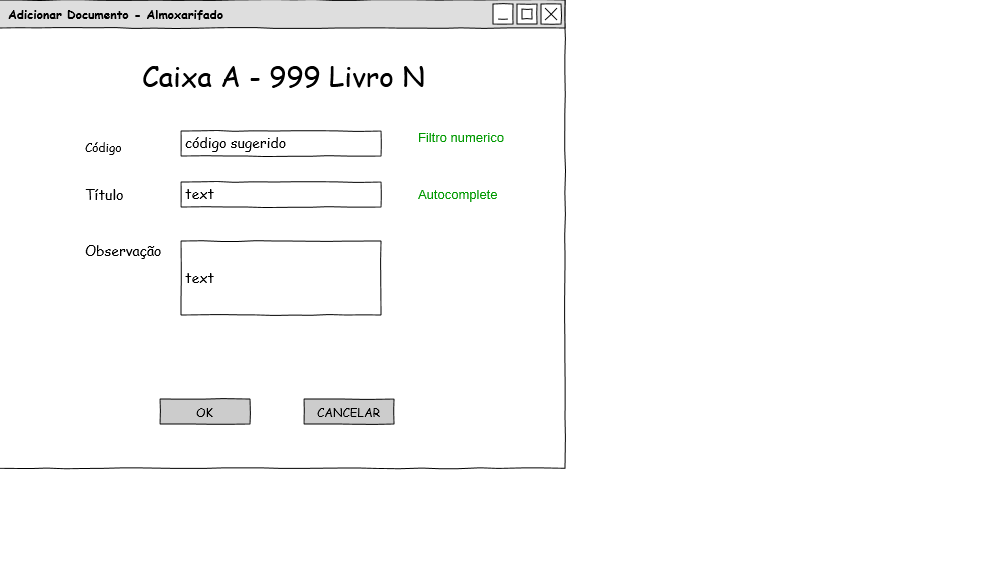 Adicionar Documento - Almoxarifado
Caixa A - 999 Livro N
Código
código sugerido
Filtro numerico
Título
text
Autocomplete
Observação
text
OK
CANCELAR